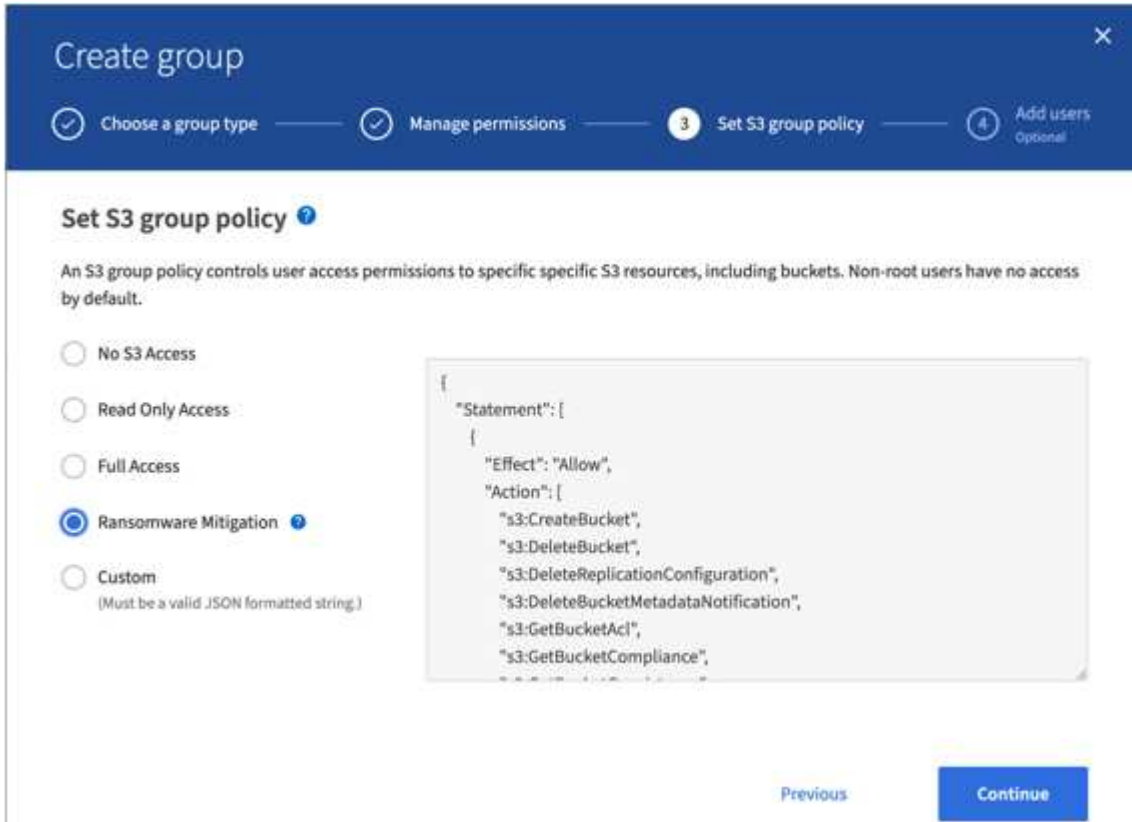 Create group
Choose a group type
Manage permissions
3
Set S3 group policy
4
Add users
Optional
Set S3 group policy ?
An S3 group policy controls user access permissions to specific specific S3 resources, including buckets. Non-root users have no access
by default.
No S3 Access
Read Only Access
Full Access
Ransomware Mitigation ?
Custom
(Must be a valid JSON formatted string.)
{
"Statement": [
{
"Effect": "Allow",
"Action": [
"s3:CreateBucket",
"s3:DeleteBucket",
"s3:DeleteReplicationConfiguration",
"s3:DeleteBucketMetadataNotification",
"s3:GetBucketAcl",
"s3:GetBucketCompliance",
Previous
Continue